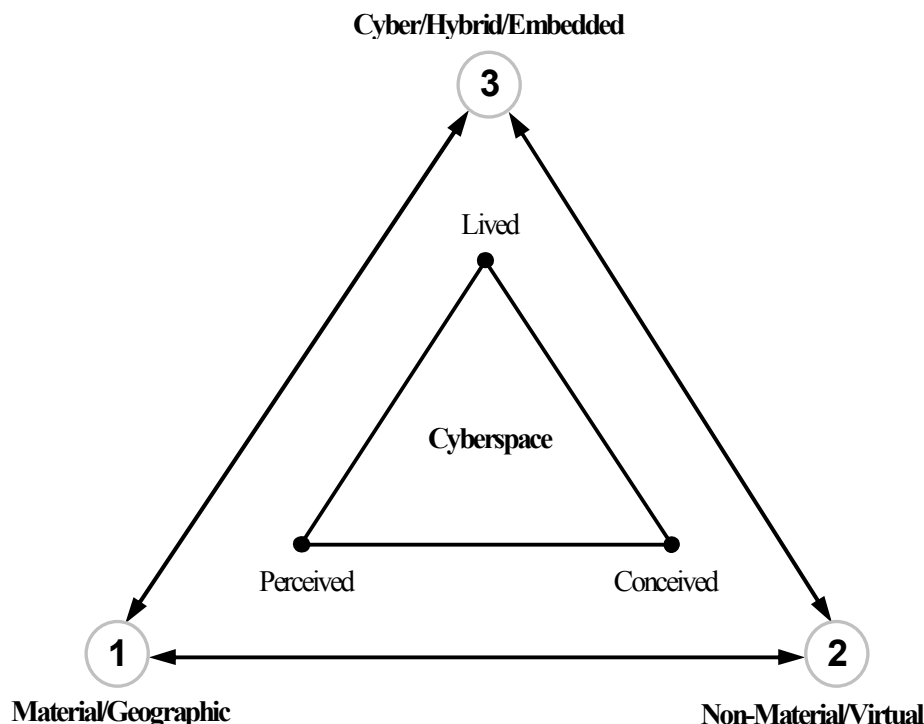 Cyber/Hybrid/Embedded
3
Lived
Cyberspace
Perceived
Conceived
1
2
Material/Geographic
Non-Material/Virtual